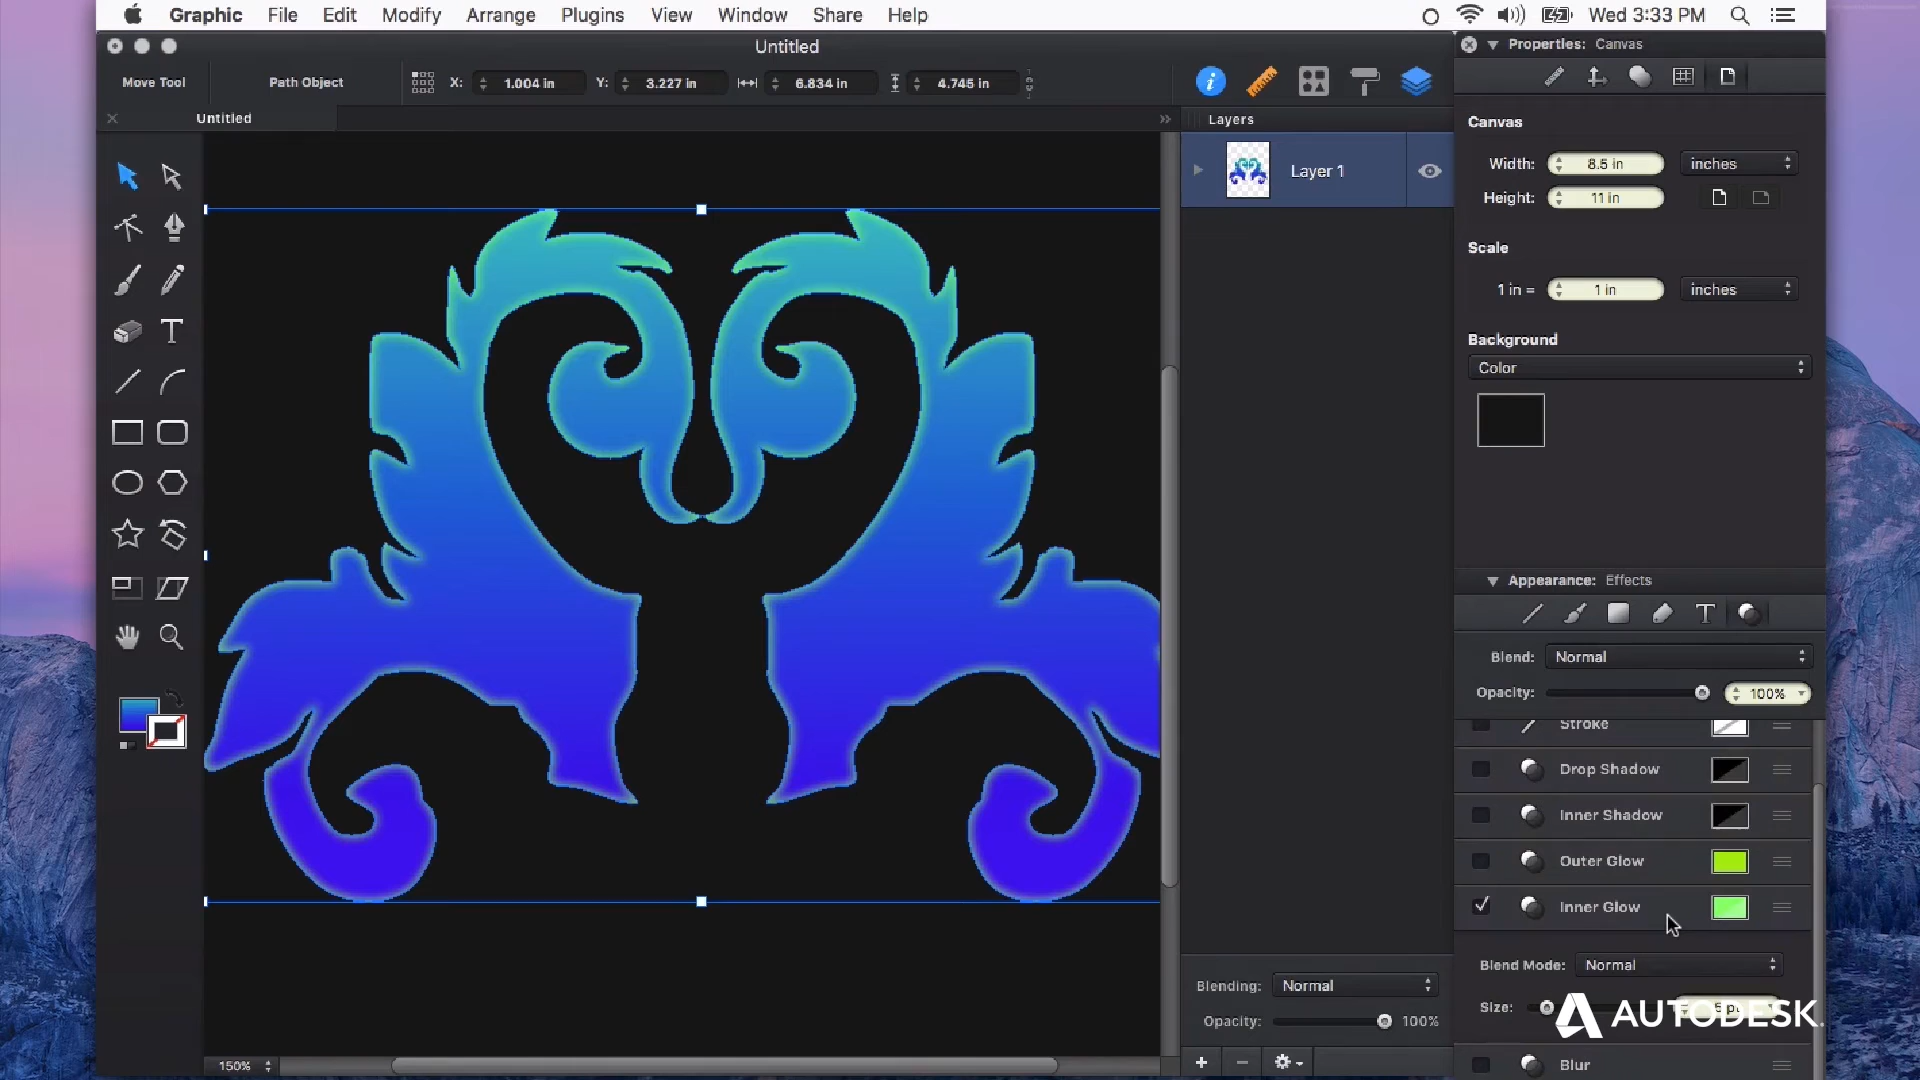 Graphic File Edit Modify Arrange Plugins View Window Share Help Wed 3:33 PM
Untitled
Properties: Canvas
Move Tool Path Object X: 1.004 in Y: 3.227 in 6.834 in 4.745 in
Untitled
Layers
Layer 1
Canvas
Width: 8.5 in inches
Height: 11 in
Scale
1 in = 1 in inches
Background
Color
Appearance: Effects
Blend: Normal
Opacity: 100%
Stroke
Drop Shadow
Inner Shadow
Outer Glow
Inner Glow
Blend Mode: Normal
Size:
AUTODESK.
Blur
Blending: Normal
Opacity: 100%
150%